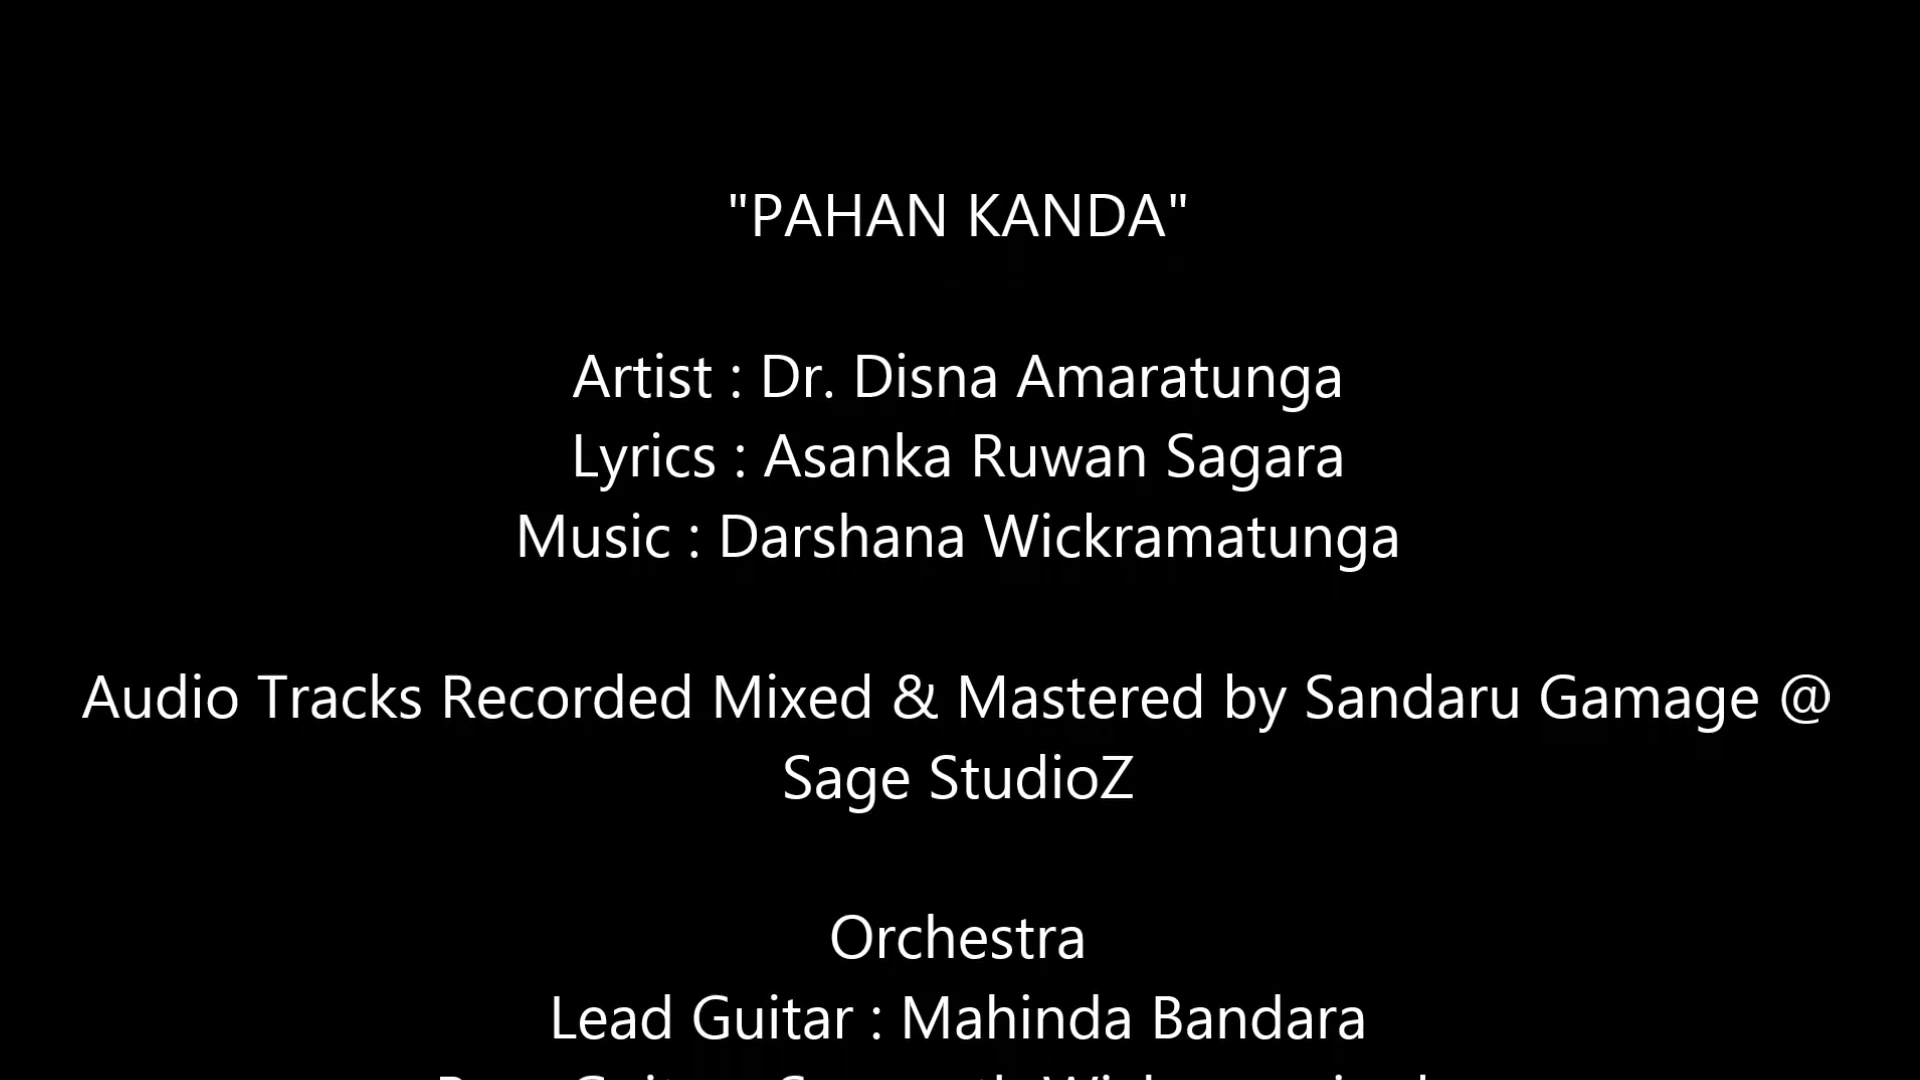 "PAHAN KANDA"
Artist : Dr. Disna Amaratunga
Lyrics : Asanka Ruwan Sagara
Music : Darshana Wickramatunga
Audio Tracks Recorded Mixed & Mastered by Sandaru Gamage @
Sage StudioZ
Orchestra
Lead Guitar : Mahinda Bandara